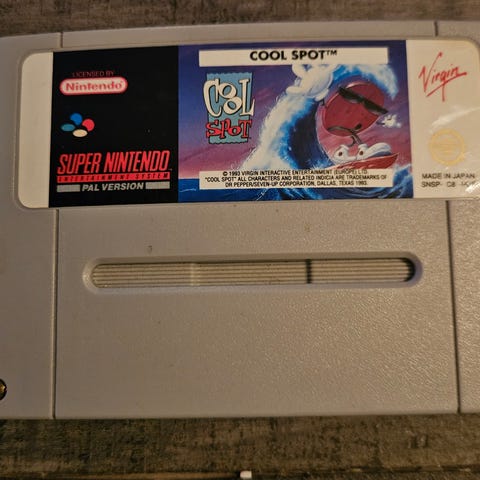 COOL SPOT™
LICENSED BY
Nintendo
COOL
SPOT
Virgin
SUPER NINTENDO
ENTERTAINMENT SYSTEM
PAL VERSION
© 1993 VIRGIN INTERACTIVE ENTERTAINMENT (EUROPE) LTD.
"COOL SPOT" ALL CHARACTERS AND RELATED INDICIA ARE TRADEMARKS OF
DR PEPPER/SEVEN-UP CORPORATION, DALLAS, TEXAS 1993.
MADE IN JAPAN
SNSP-